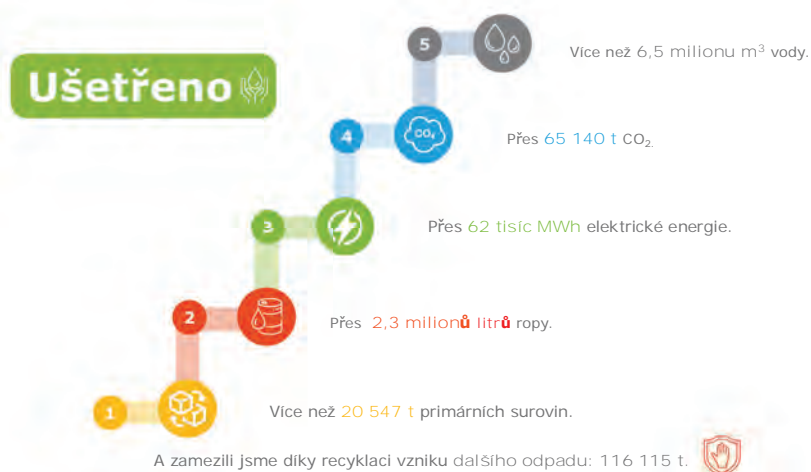 5
Více než 6,5 milionu m³ vody.
Ušetřeno
4
CO₂
Přes 65 140 t CO₂.
3
Přes 62 tisíc MWh elektrické energie.
2
Přes 2,3 milionů litrů ropy.
1
Více než 20 547 t primárních surovin.
A zamezili jsme díky recyklaci vzniku dalšího odpadu: 116 115 t.